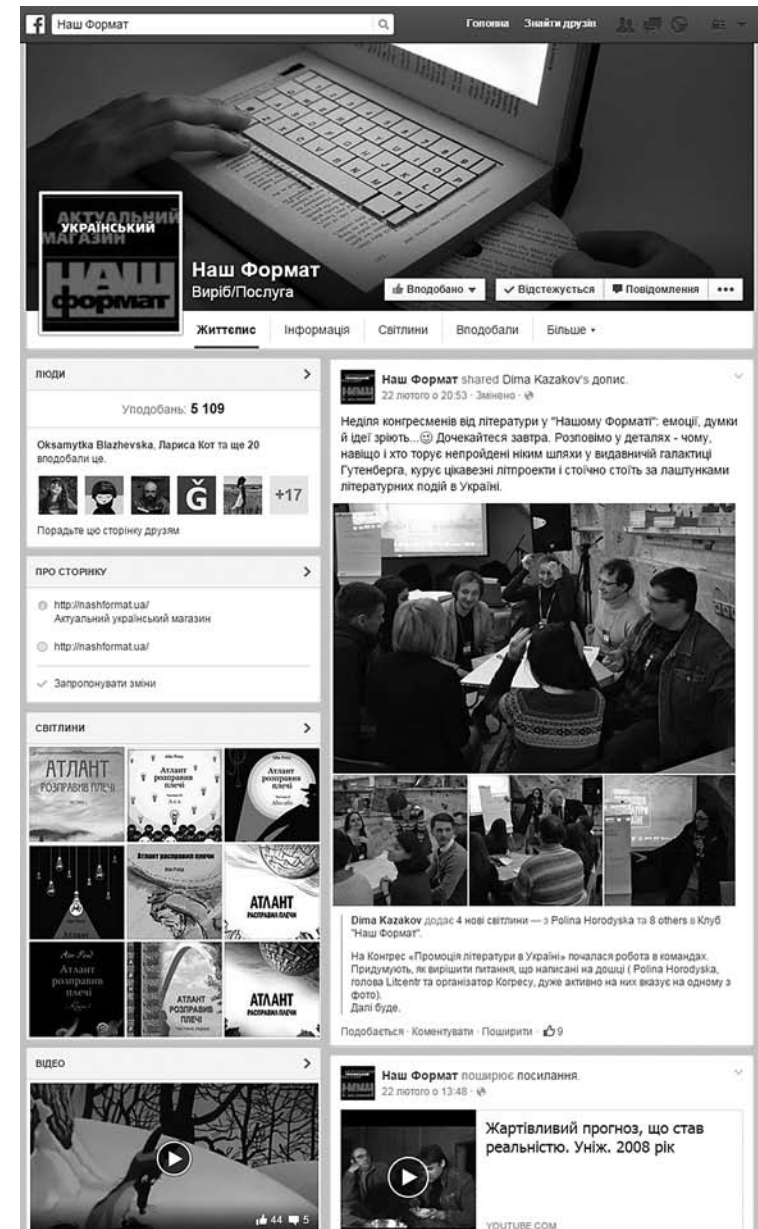 Наш Формат
Головна Знайти друзів
АКТУАЛЬНИЙ
УКРАЇНСЬКИЙ
МАГАЗИН
НАШ
формат
Наш Формат
Виріб/Послуга
Вподобано
Відстежується
Повідомлення
Життєпис Інформація Світлини Вподобали Більше
ЛЮДИ
Уподобань: 5 109
Oksamytka Blazhevska, Лариса Кот та ще 20
вподобали це.
Ğ
+17
Порадьте цю сторінку друзям
ПРО СТОРІНКУ
http://nashformat.ua/
Актуальний український магазин
http://nashformat.ua/
Запропонувати зміни
СВІТЛИНИ
АТЛАНТ
РОЗПРАВИВ ПЛЕЧІ
Атлант
розправив
плечі
Атлант
розправив
плечі
Атлант
Атлант расправил плечи
АТЛАНТ
РАСПРАВИЛ ПЛЕЧИ
Атлант
розправив
плечі
АТЛАНТ
РОЗПРАВИВ ПЛЕЧІ
АТЛАНТ
РАСПРАВИЛ ПЛЕЧИ
ВІДЕО
44 5
Наш Формат shared Dima Kazakov's допис.
22 лютого о 20:53 · Змінено ·
Неділя конгресменів від літератури у "Нашому Форматі": емоції, думки
й ідеї зріють...☺ Дочекайтеся завтра. Розповімо у деталях - чому,
навіщо і хто торує непройдені ніким шляхи у видавничій галактиці
Гутенберга, курує цікавезні літпроекти і стоїчно стоїть за лаштунками
літературних подій в Україні.
Dima Kazakov додає 4 нові світлини — з Polina Horodyska та 8 others в Клуб
"Наш Формат".
На Конгрес «Промоція літератури в Україні» почалася робота в командах.
Придумують, як вирішити питання, що написані на дошці ( Polina Horodyska,
голова Litcentr та організатор Когресу, дуже активно на них вказує на одному з
фото).
Далі буде.
Подобається · Коментувати · Поширити · 9
Наш Формат поширює посилання.
22 лютого о 13:48 ·
Жартівливий прогноз, що став
реальністю. Уніж. 2008 рік
YOUTUBE.COM